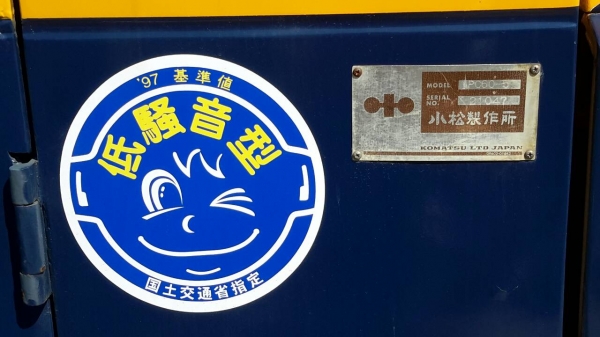 '97 基準値
低騒音型
国土交通省指定
MODEL
SERIAL NO.
小松製作所
KOMATSU LTD JAPAN